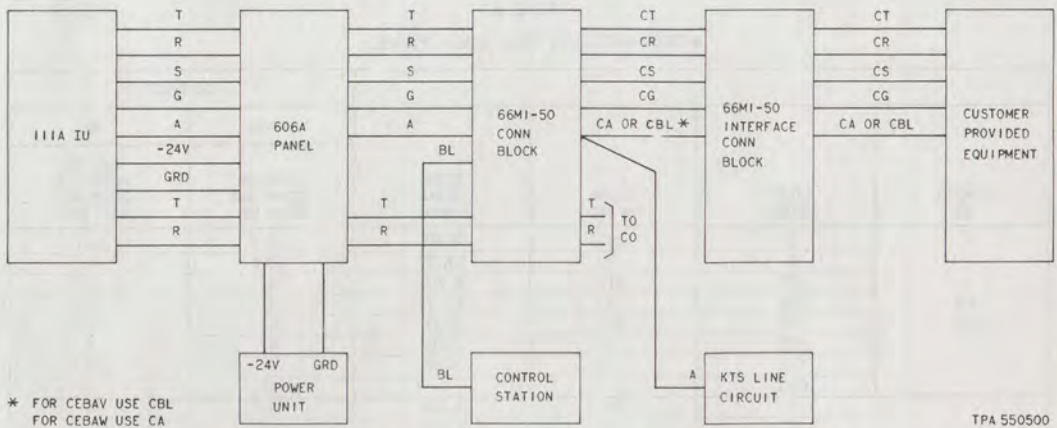 T
R
S
G
A
-24V
GRD
T
R
111A IU
606A
PANEL
T
R
S
G
A
BL
T
R
66M1-50
CONN
BLOCK
CT
CR
CS
CG
CA OR CBL *
T
R
TO
CO
66M1-50
INTERFACE
CONN
BLOCK
CT
CR
CS
CG
CA OR CBL
CUSTOMER
PROVIDED
EQUIPMENT
-24V GRD
POWER
UNIT
BL
CONTROL
STATION
A
KTS LINE
CIRCUIT
* FOR CEBAV USE CBL
FOR CEBAW USE CA
TPA 550500